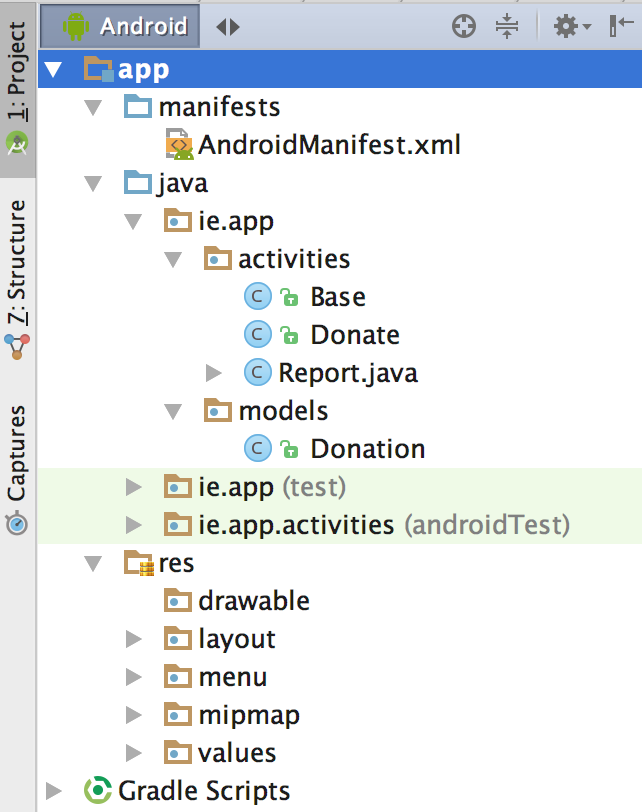 Android
1: Project
7: Structure
Captures
app
manifests
AndroidManifest.xml
java
ie.app
activities
C Base
C Donate
C Report.java
models
C Donation
ie.app (test)
ie.app.activities (androidTest)
res
drawable
layout
menu
mipmap
values
Gradle Scripts